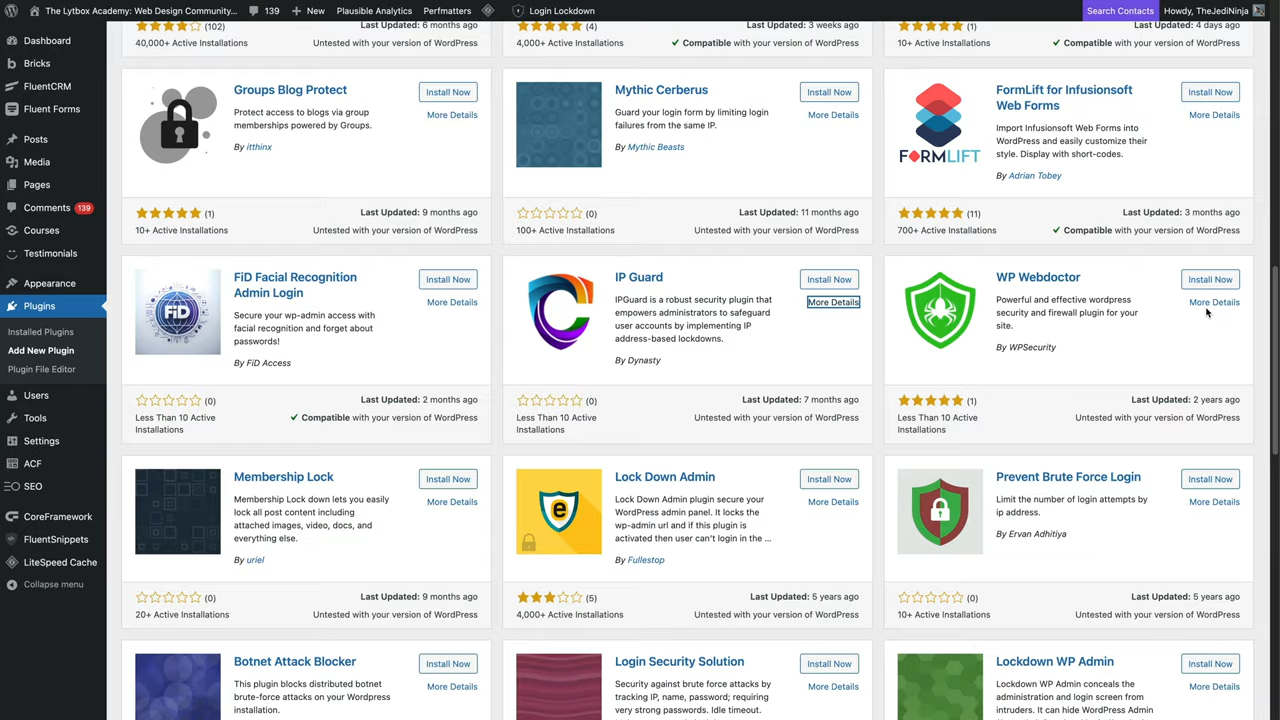 The Lytbox Academy: Web Design Community...
139
New
Plausible Analytics
Perfmatters
Login Lockdown
Search Contacts
Howdy, TheJediNinja
Dashboard
Bricks
FluentCRM
Fluent Forms
Posts
Media
Pages
Comments 139
Courses
Testimonials
Appearance
Plugins
Installed Plugins
Add New Plugin
Plugin File Editor
Users
Tools
Settings
ACF
SEO
CoreFramework
FluentSnippets
LiteSpeed Cache
Collapse menu
(102)
Last Updated: 6 months ago
40,000+ Active Installations
Untested with your version of WordPress
(4)
Last Updated: 3 weeks ago
4,000+ Active Installations
Compatible with your version of WordPress
(1)
Last Updated: 4 days ago
10+ Active Installations
Compatible with your version of WordPress
Groups Blog Protect
Install Now
More Details
Protect access to blogs via group
memberships powered by Groups.
By itthinx
(1)
Last Updated: 9 months ago
10+ Active Installations
Untested with your version of WordPress
Mythic Cerberus
Install Now
More Details
Guard your login form by limiting login
failures from the same IP.
By Mythic Beasts
(0)
Last Updated: 11 months ago
100+ Active Installations
Untested with your version of WordPress
FORMLIFT
FormLift for Infusionsoft
Web Forms
Install Now
More Details
Import Infusionsoft Web Forms into
WordPress and easily customize their
style. Display with short-codes.
By Adrian Tobey
(11)
Last Updated: 3 months ago
700+ Active Installations
Compatible with your version of WordPress
FiD
FiD Facial Recognition
Admin Login
Install Now
More Details
Secure your wp-admin access with
facial recognition and forget about
passwords!
By FiD Access
(0)
Last Updated: 2 months ago
Less Than 10 Active
Installations
Compatible with your version of WordPress
IP Guard
Install Now
More Details
IPGuard is a robust security plugin that
empowers administrators to safeguard
user accounts by implementing IP
address-based lockdowns.
By Dynasty
(0)
Last Updated: 7 months ago
Less Than 10 Active
Installations
Untested with your version of WordPress
WP Webdoctor
Install Now
More Details
Powerful and effective wordpress
security and firewall plugin for your
site.
By WPSecurity
(1)
Last Updated: 2 years ago
Less Than 10 Active
Installations
Untested with your version of WordPress
Membership Lock
Install Now
More Details
Membership Lock down lets you easily
lock all post content including
attached images, video, docs, and
everything else.
By uriel
(0)
Last Updated: 9 months ago
20+ Active Installations
Untested with your version of WordPress
e
Lock Down Admin
Install Now
More Details
Lock Down Admin plugin secure your
WordPress admin panel. It locks the
wp-admin url and if this plugin is
activated then user can't login in the ...
By Fullestop
(5)
Last Updated: 5 years ago
4,000+ Active Installations
Untested with your version of WordPress
Prevent Brute Force Login
Install Now
More Details
Limit the number of login attempts by
ip address.
By Ervan Adhitiya
(0)
Last Updated: 5 years ago
10+ Active Installations
Untested with your version of WordPress
Botnet Attack Blocker
Install Now
More Details
This plugin blocks distributed botnet
brute-force attacks on your Wordpress
installation.
Login Security Solution
Install Now
More Details
Security against brute force attacks by
tracking IP, name, password; requiring
very strong passwords. Idle timeout.
Lockdown WP Admin
Install Now
More Details
Lockdown WP Admin conceals the
administration and login screen from
intruders. It can hide WordPress Admin